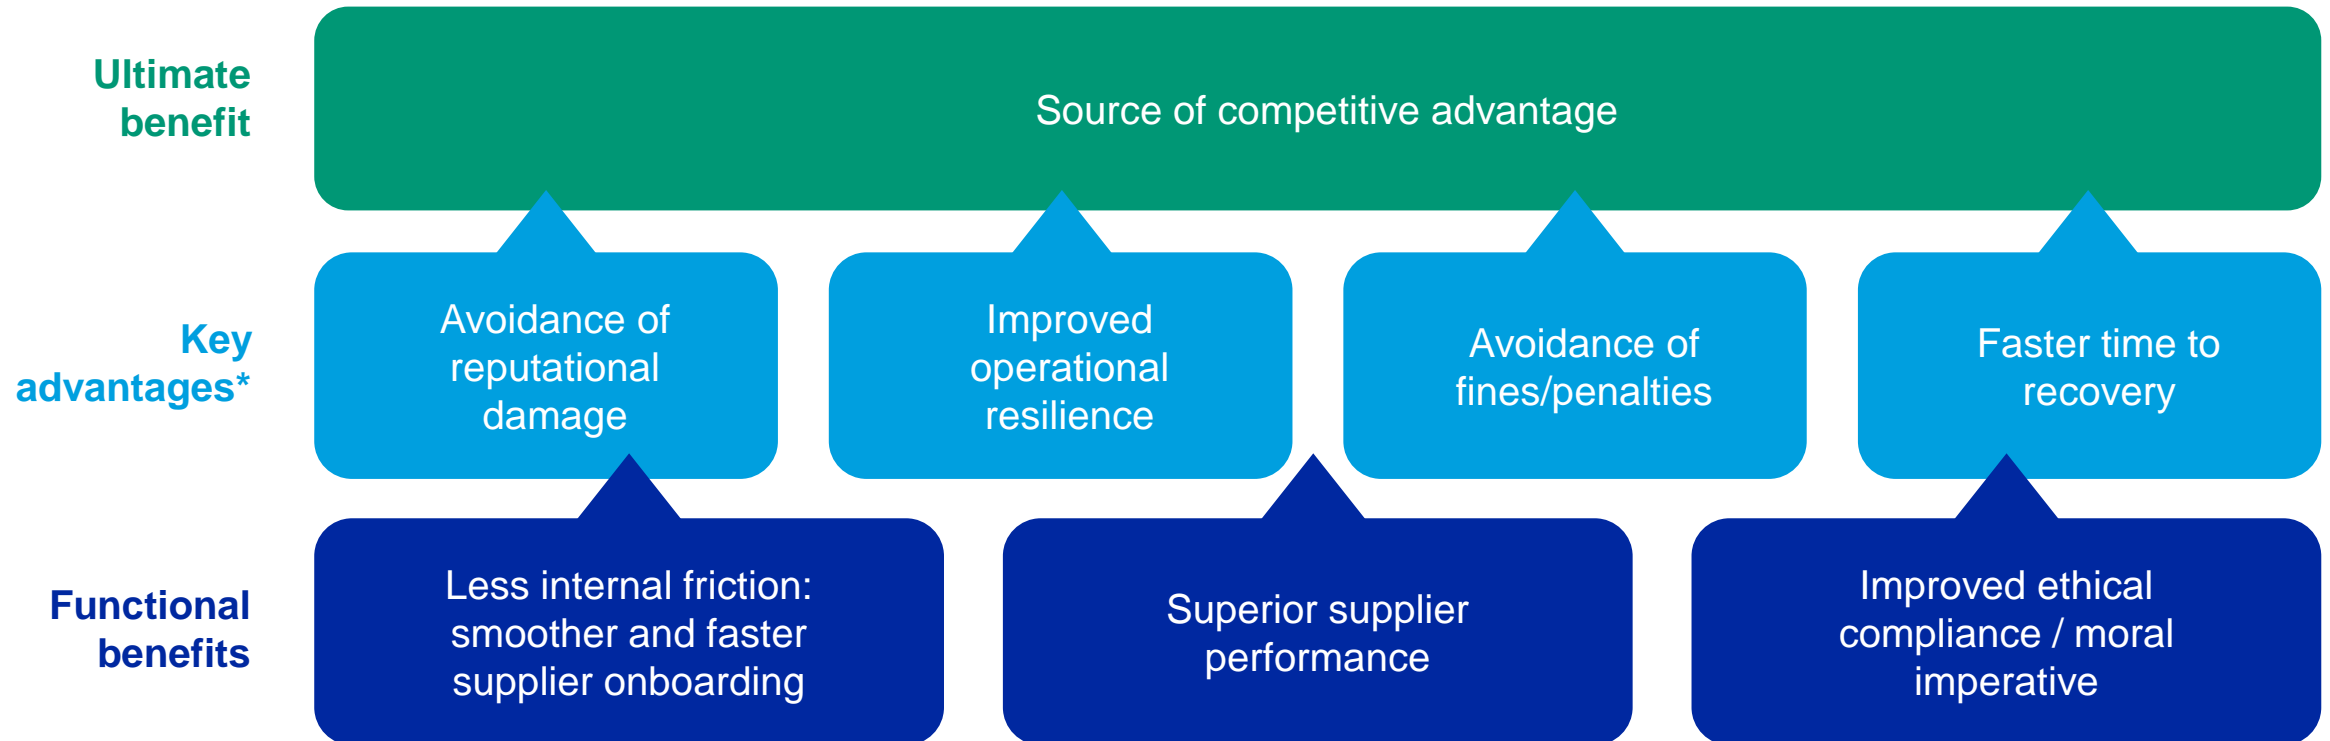 Ultimate
benefit
Source of competitive advantage
Key
advantages*
Avoidance of
reputational
damage
Improved
operational
resilience
Avoidance of
fines/penalties
Faster time to
recovery
Functional
benefits
Less internal friction:
smoother and faster
supplier onboarding
Superior supplier
performance
Improved ethical
compliance / moral
imperative